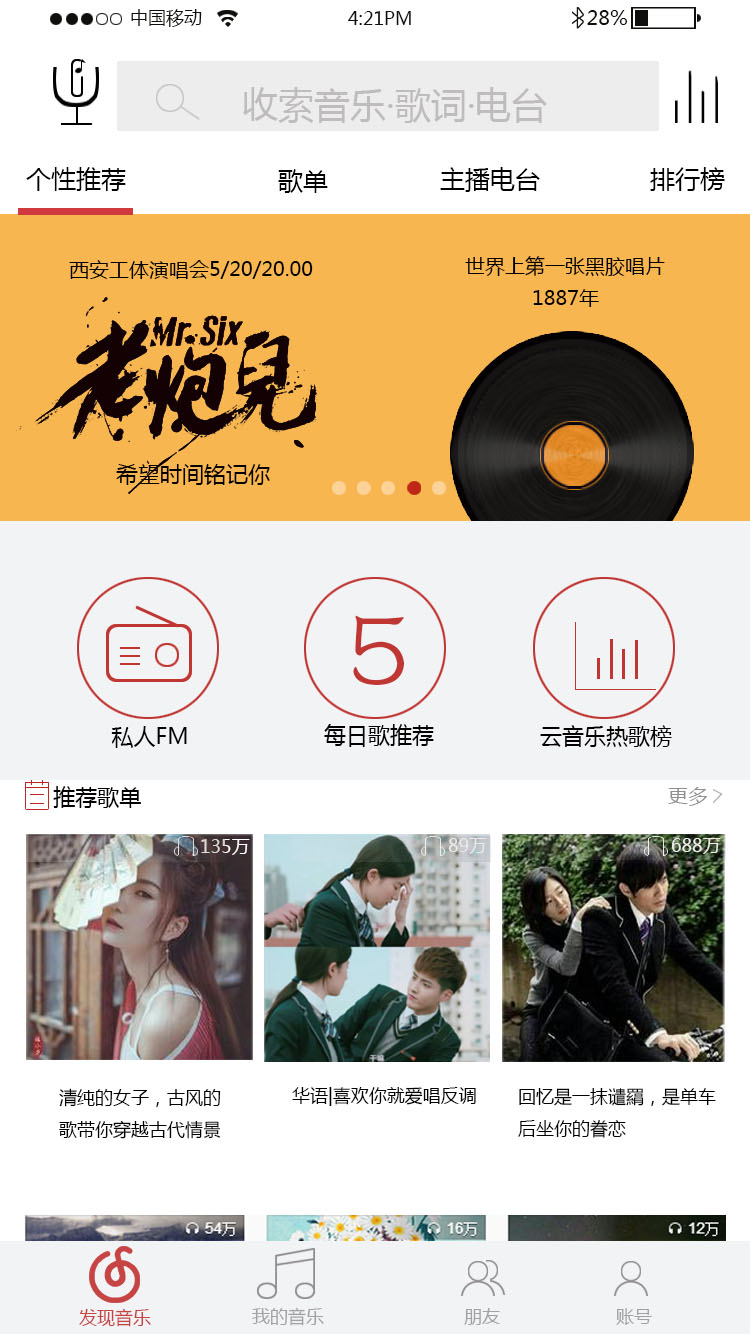 中国移动
4:21PM
28%
收索音乐·歌词·电台
个性推荐
歌单
主播电台
排行榜
西安工体演唱会5/20/20.00
世界上第一张黑胶唱片
1887年
Mr. Six
老炮兒
希望时间铭记你
5
私人FM
每日歌推荐
云音乐热歌榜
推荐歌单
更多
135万
89万
688万
清纯的女子，古风的
歌带你穿越古代情景
华语|喜欢你就爱唱反调
回忆是一抹谴羂，是单车
后坐你的眷恋
54万
16万
12万
发现音乐
我的音乐
朋友
账号